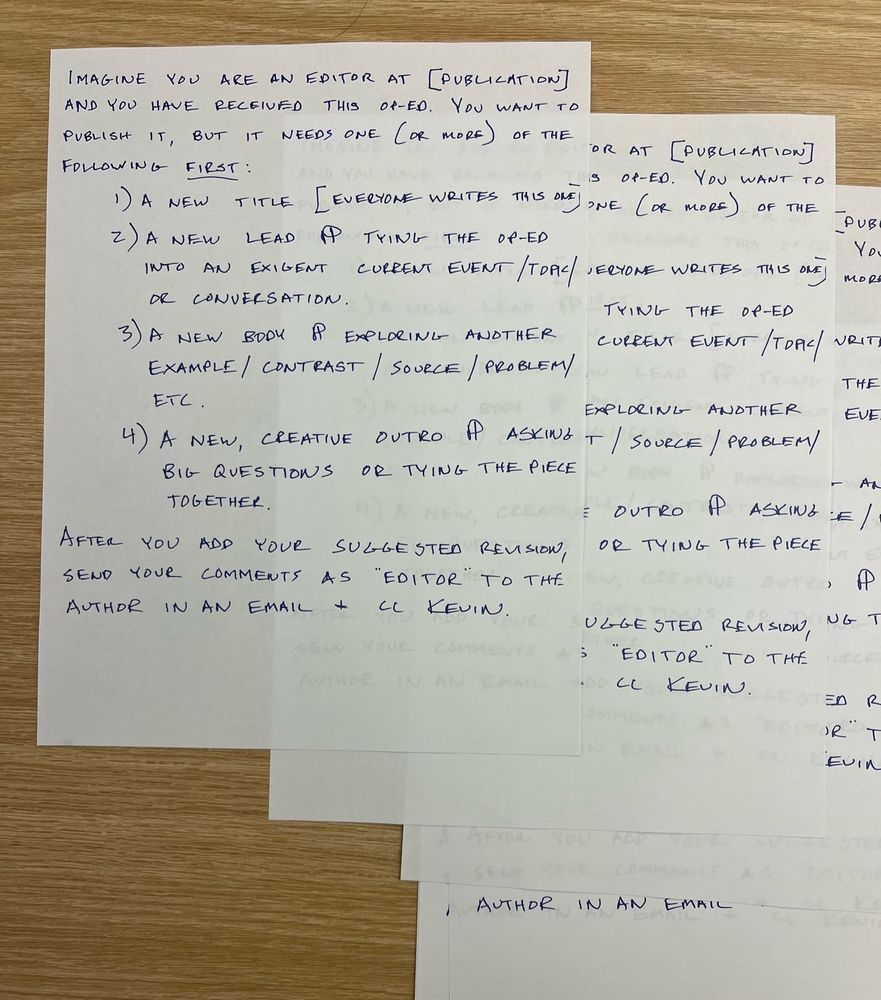 IMAGINE YOU ARE AN EDITOR AT [PUBLICATION]
AND YOU HAVE RECEIVED THIS OP-ED. YOU WANT TO
PUBLISH IT, BUT IT NEEDS ONE (OR MORE) OF THE
FOLLOWING FIRST:
1) A NEW TITLE [EVERYONE WRITES THIS ONE]
2) A NEW LEAD ¶ TYING THE OP-ED
INTO AN EXIGENT CURRENT EVENT/TOPIC/
OR CONVERSATION.
3) A NEW BODY ¶ EXPLORING ANOTHER
EXAMPLE/ CONTRAST / SOURCE / PROBLEM/
ETC.
4) A NEW, CREATIVE OUTRO ¶ ASKING
BIG QUESTIONS OR TYING THE PIECE
TOGETHER.
AFTER YOU ADD YOUR SUGGESTED REVISION,
SEND YOUR COMMENTS AS "EDITOR" TO THE
AUTHOR IN AN EMAIL + CC KEVIN.
OR AT [PUBLICATION]
IS OP-ED. YOU WANT TO
ONE (OR MORE) OF THE
EVERYONE WRITES THIS ONE]
TYING THE OP-ED
CURRENT EVENT/TOPIC/
EXPLORING ANOTHER
T / SOURCE / PROBLEM/
E OUTRO ¶ ASKING
OR TYING THE PIECE
SUGGESTED REVISION,
S "EDITOR" TO THE
CC KEVIN.
[PUB
YOU
MORE
WRIT
THE
EVE
AN
CE /
, ¶
NG T
ED R
OR" T
KEVIN
AUTHOR IN AN EMAIL